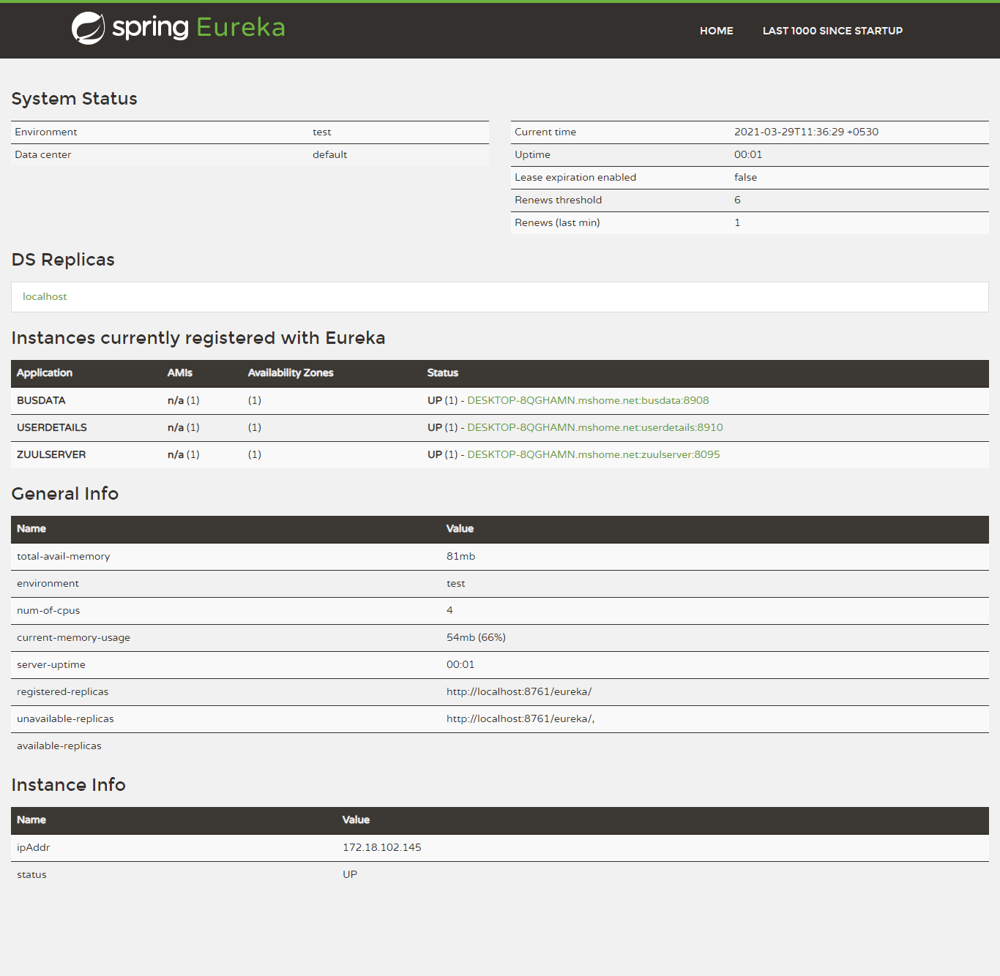 spring Eureka
HOME LAST 1000 SINCE STARTUP
System Status
Environment test
Data center default
Current time 2021-03-29T11:36:29 +0530
Uptime 00:01
Lease expiration enabled false
Renews threshold 6
Renews (last min) 1
DS Replicas
localhost
Instances currently registered with Eureka
Application AMIs Availability Zones Status
BUSDATA n/a (1) (1) UP (1) - DESKTOP-8QGHAMN.mshome.net:busdata:8908
USERDETAILS n/a (1) (1) UP (1) - DESKTOP-8QGHAMN.mshome.net:userdetails:8910
ZUULSERVER n/a (1) (1) UP (1) - DESKTOP-8QGHAMN.mshome.net:zuulserver:8095
General Info
Name Value
total-avail-memory 81mb
environment test
num-of-cpus 4
current-memory-usage 54mb (66%)
server-uptime 00:01
registered-replicas http://localhost:8761/eureka/
unavailable-replicas http://localhost:8761/eureka/,
available-replicas
Instance Info
Name Value
ipAddr 172.18.102.145
status UP